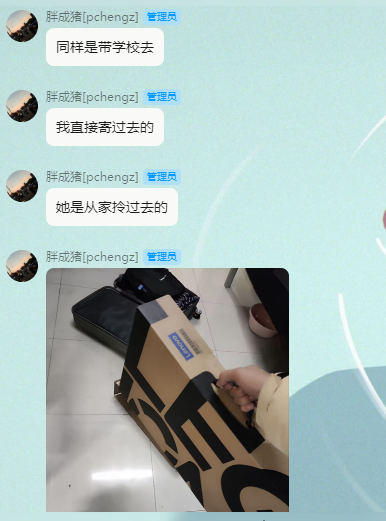 胖成猪[pchengz] 管理员
同样是带学校去
胖成猪[pchengz] 管理员
我直接寄过去的
胖成猪[pchengz] 管理员
她是从家拎过去的
胖成猪[pchengz] 管理员
Lenovo